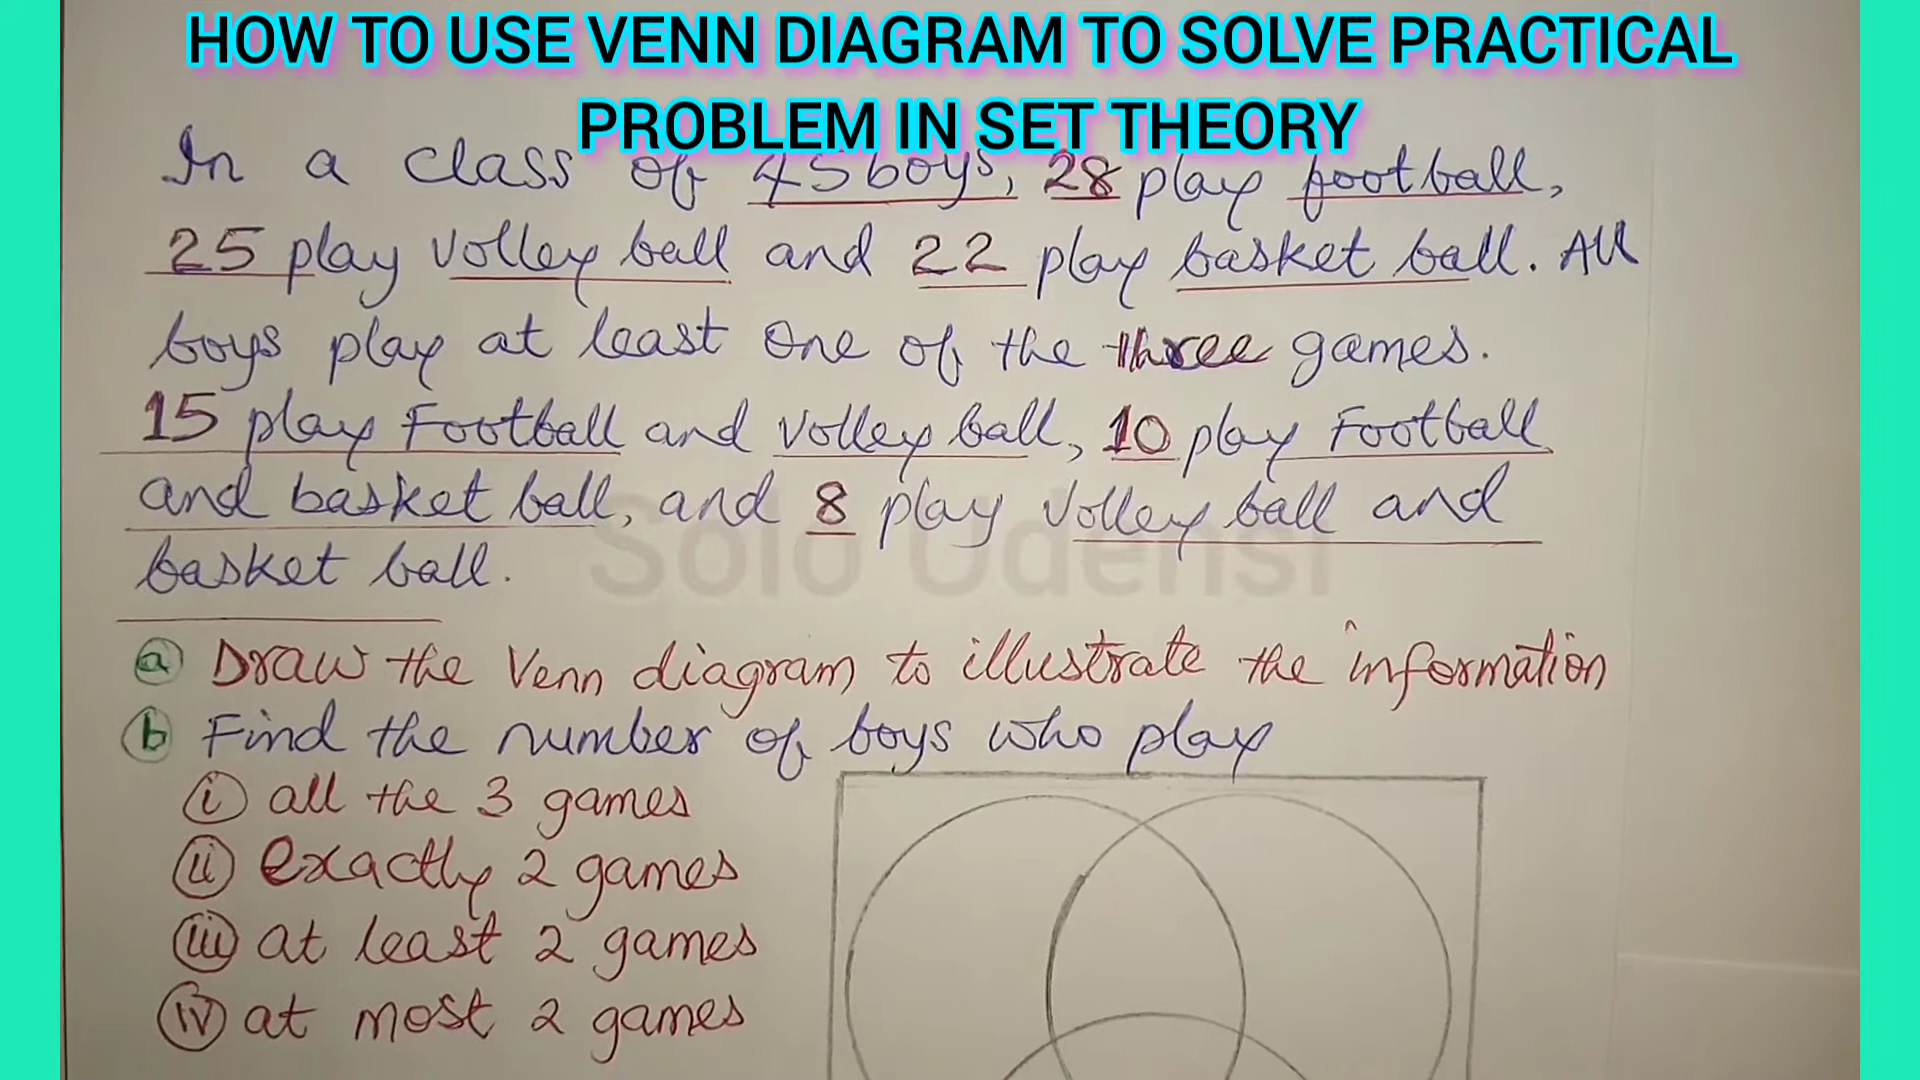 HOW TO USE VENN DIAGRAM TO SOLVE PRACTICAL
PROBLEM IN SET THEORY
In a class of 45 boys, 28 play football,
25 play volley ball and 22 play basket ball. All
boys play at least one of the three games.
15 play Football and volley ball, 10 play Football
and basket ball, and 8 play volley ball and
basket ball.
Solo Udensi
a Draw the Venn diagram to illustrate the information
b Find the number of boys who play
i all the 3 games
ii exactly 2 games
iii at least 2 games
iv at most 2 games